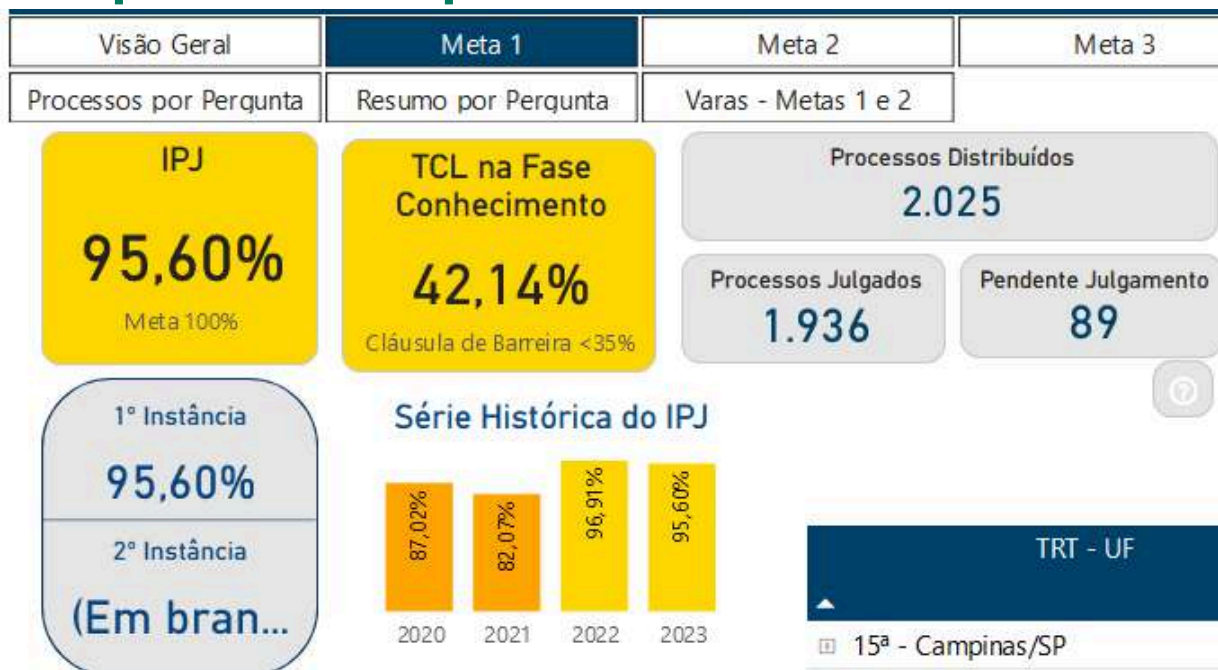 Visão Geral
Meta 1
Meta 2
Meta 3
Processos por Pergunta
Resumo por Pergunta
Varas - Metas 1 e 2
IPJ
95,60%
Meta 100%
TCL na Fase
Conhecimento
42,14%
Cláusula de Barreira <35%
Processos Distribuídos
2.025
Processos Julgados
1.936
Pendente Julgamento
89
?
1° Instância
95,60%
2° Instância
(Em bran...
Série Histórica do IPJ
87,02%
82,07%
96,91%
95,60%
2020
2021
2022
2023
TRT - UF
15ª - Campinas/SP